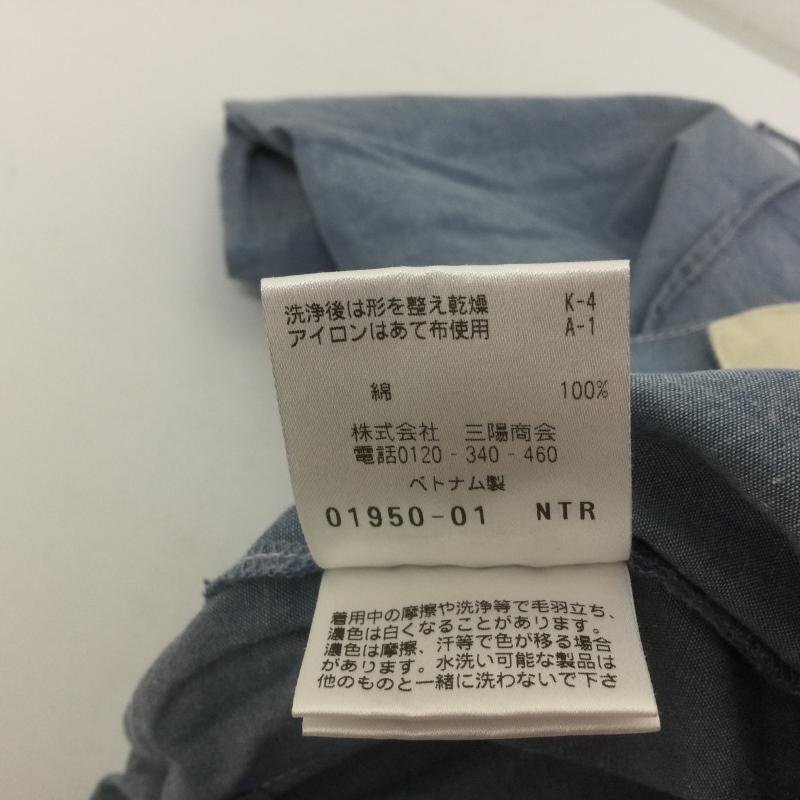 洗浄後は形を整え乾燥 K-4
アイロンはあて布使用 A-1
綿 100%
株式会社 三陽商会
電話0120-340-460
ベトナム製
01950-01 NTR
着用中の摩擦や洗浄等で毛羽立ち、
濃色は白くなることがあります。
濃色は摩擦、汗等で色が移る場合
があります。水洗い可能な製品は
他のものと一緒に洗わないで下さ